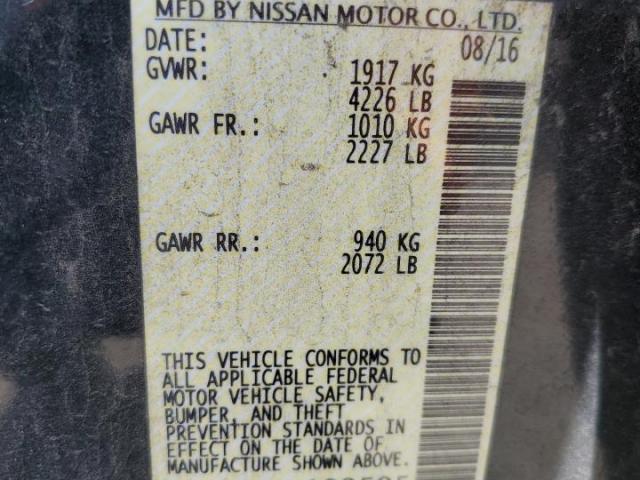 MFD BY NISSAN MOTOR CO., LTD.
DATE: 08/16
GVWR: 1917 KG
4226 LB
GAWR FR.: 1010 KG
2227 LB
GAWR RR.: 940 KG
2072 LB
THIS VEHICLE CONFORMS TO
ALL APPLICABLE FEDERAL
MOTOR VEHICLE SAFETY,
BUMPER, AND THEFT
PREVENTION STANDARDS IN
EFFECT ON THE DATE OF
MANUFACTURE SHOWN ABOVE.